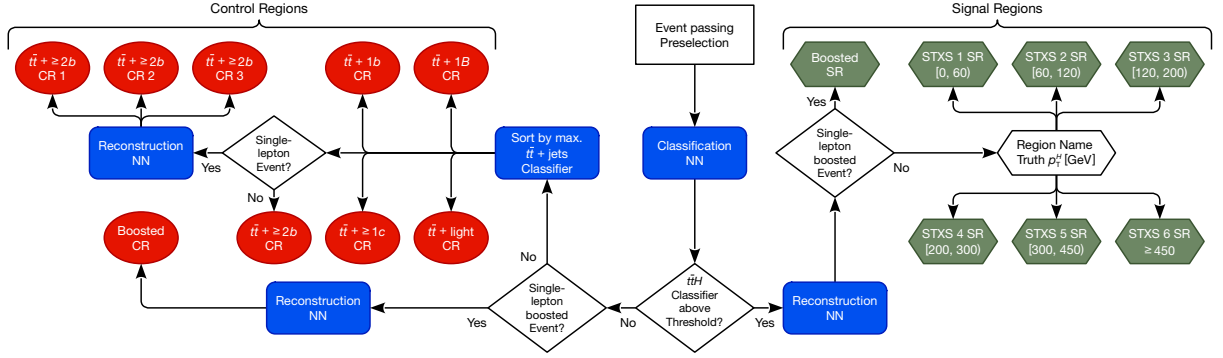 Control Regions
Signal Regions
Event passing
Preselection
tt̄ + ≥2b
CR 1
tt̄ + ≥2b
CR 2
tt̄ + ≥2b
CR 3
tt̄ + 1b
CR
tt̄ + 1B
CR
Boosted
SR
STXS 1 SR
[0, 60)
STXS 2 SR
[60, 120)
STXS 3 SR
[120, 200)
Reconstruction
NN
Yes
Single-
lepton
Event?
No
Sort by max.
tt̄ + jets
Classifier
Classification
NN
Yes
Single-
lepton
boosted
Event?
No
Region Name
Truth p_T^H [GeV]
Boosted
CR
tt̄ + ≥2b
CR
tt̄ + ≥1c
CR
tt̄ + light
CR
STXS 4 SR
[200, 300)
STXS 5 SR
[300, 450)
STXS 6 SR
≥ 450
Reconstruction
NN
Yes
Single-
lepton
boosted
Event?
No
No
tt̄H
Classifier
above
Threshold?
Yes
Reconstruction
NN